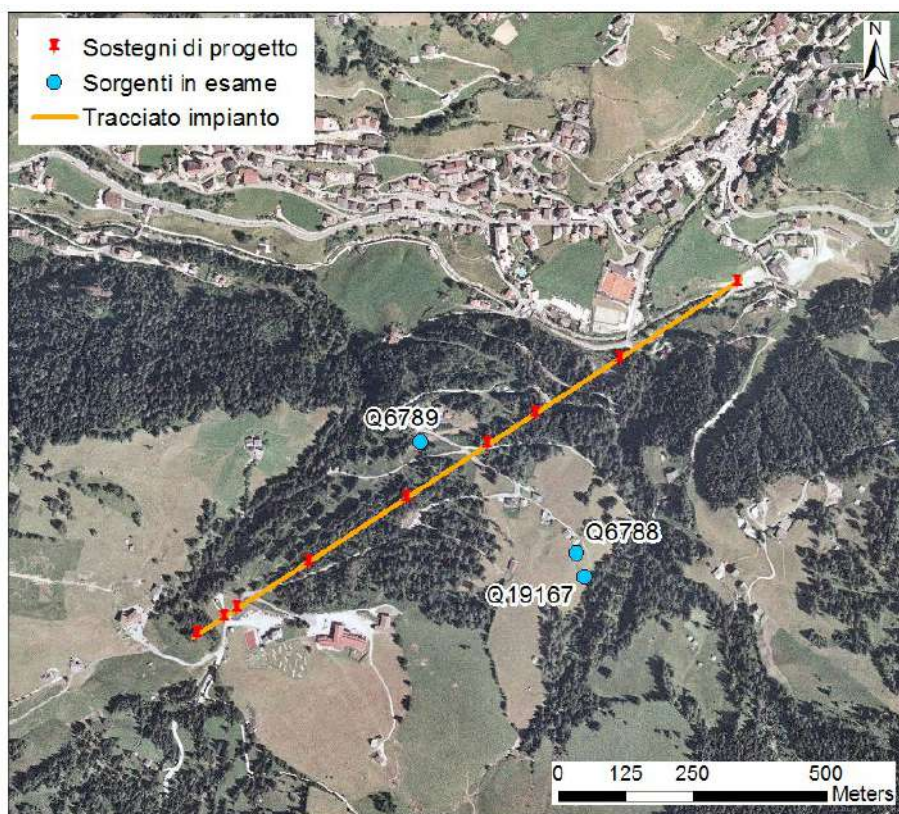 Sostegni di progetto
Sorgenti in esame
Tracciato impianto
N
Q6789
Q6788
Q19167
0 125 250 500
Meters